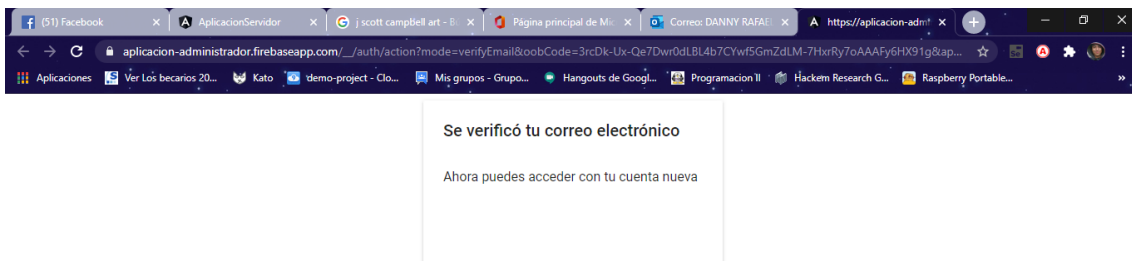 (51) Facebook
AplicacionServidor
j scott campbell art - B
Página principal de Mic
Correo: DANNY RAFAEL
https://aplicacion-adm
aplicacion-administrador.firebaseapp.com/__/auth/action?mode=verifyEmail&oobCode=3rcDk-Ux-Qe7Dwr0dLBL4b7CYwf5GmZdLM-7HxrRy7oAAAFy6HX91g&ap...
Aplicaciones
Ver Los becarios 20...
Kato
demo-project - Clo...
Mis grupos - Grupo...
Hangouts de Googl...
Programacion II
Hackem Research G...
Raspberry Portable...
»
Se verificó tu correo electrónico
Ahora puedes acceder con tu cuenta nueva